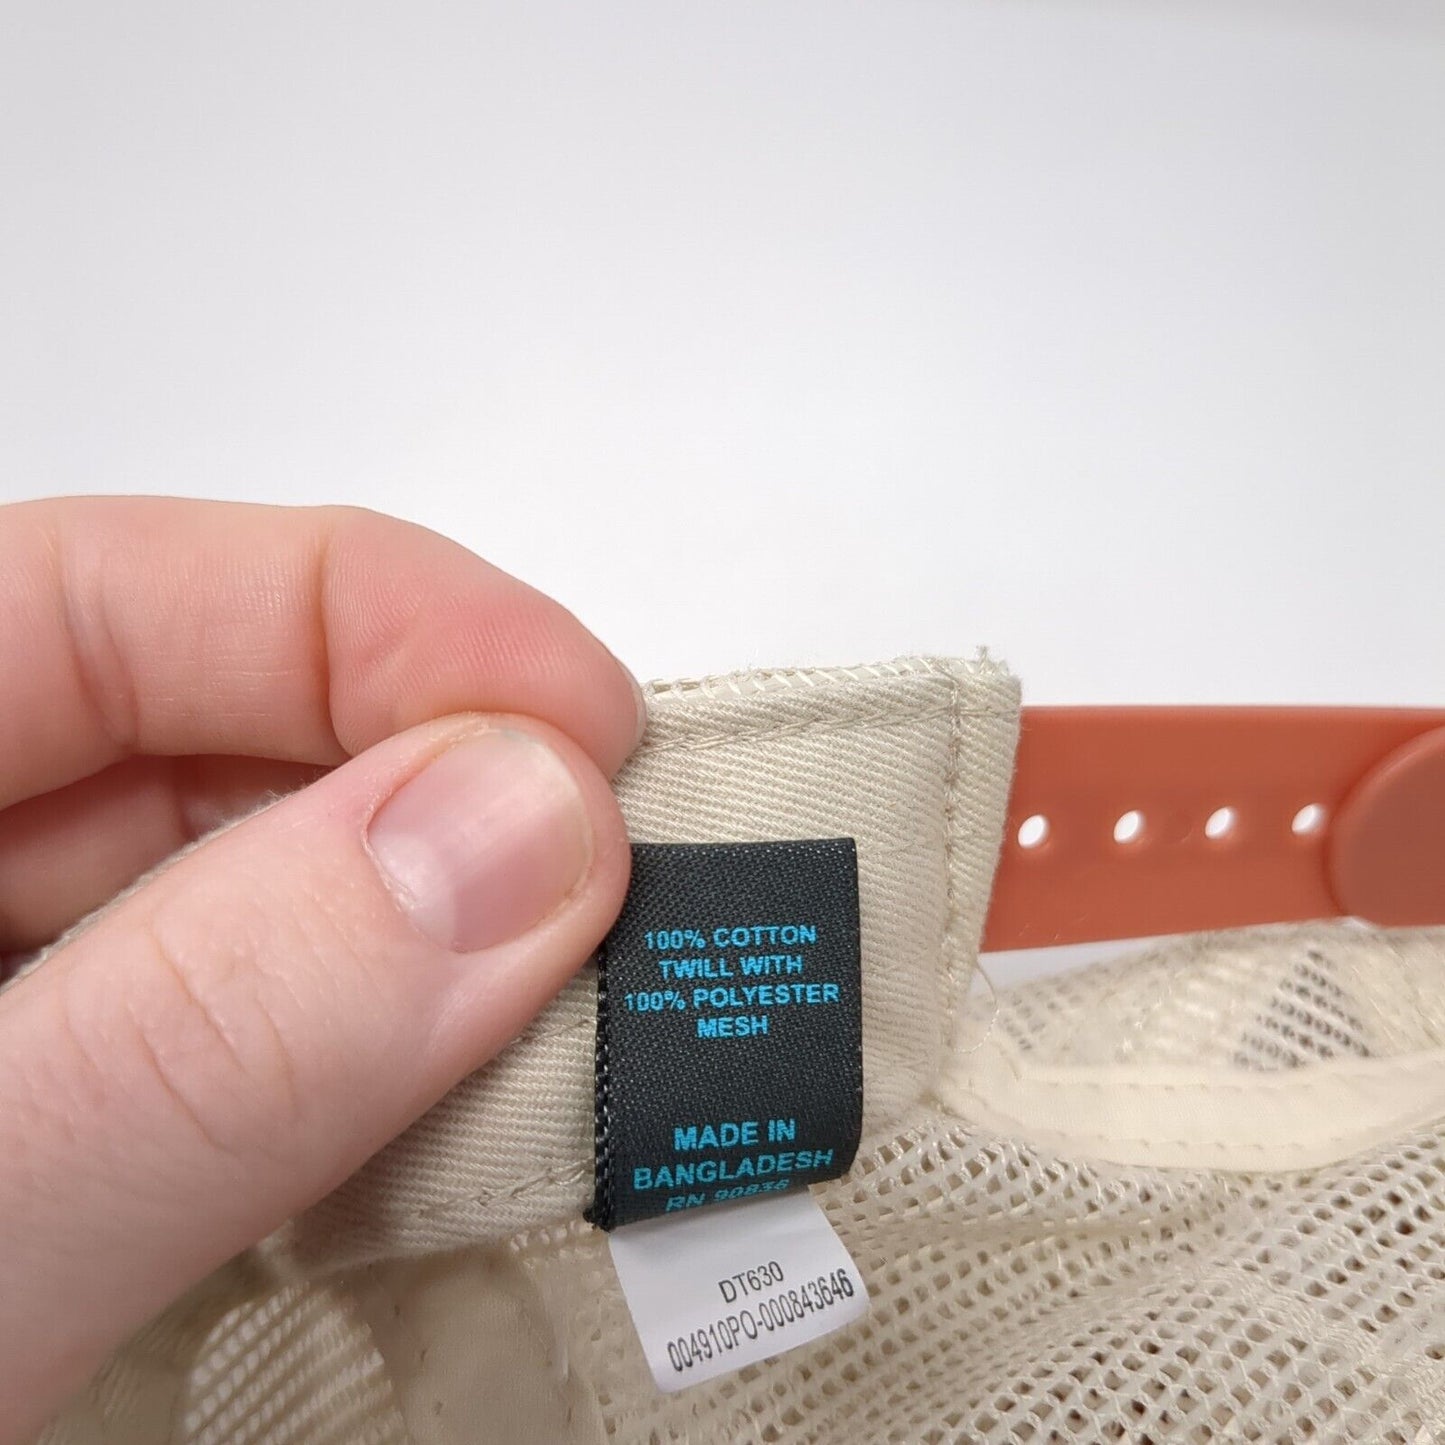 100% COTTON
TWILL WITH
100% POLYESTER
MESH
MADE IN
BANGLADESH
RN 90836
DT630
004910PO-000843646